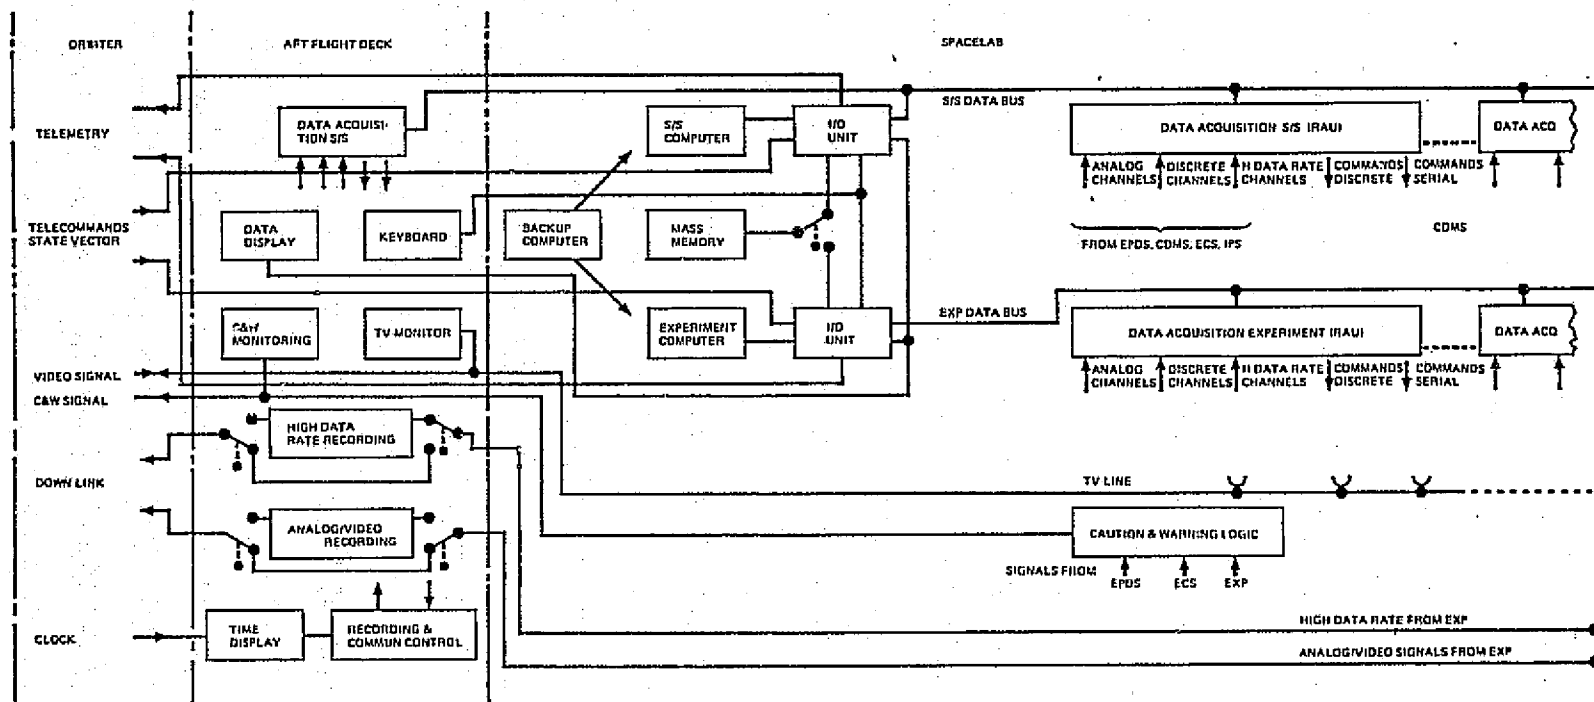 ORBITER
AFT FLIGHT DECK
SPACELAB
TELEMETRY
DATA ACQUISI-
TION S/S
S/S
COMPUTER
I/O
UNIT
S/S DATA BUS
DATA ACQUISITION S/S (RAU)
DATA ACQ
ANALOG
CHANNELS
DISCRETE
CHANNELS
H DATA RATE
CHANNELS
COMMANDS
DISCRETE
COMMANDS
SERIAL
TELECOMMANDS
STATE VECTOR
DATA
DISPLAY
KEYBOARD
BACKUP
COMPUTER
MASS
MEMORY
FROM EPDS, CDMS, ECS, IPS
CDMS
C&W
MONITORING
TV-MONITOR
EXPERIMENT
COMPUTER
I/O
UNIT
EXP DATA BUS
DATA ACQUISITION EXPERIMENT (RAU)
DATA ACQ
ANALOG
CHANNELS
DISCRETE
CHANNELS
H DATA RATE
CHANNELS
COMMANDS
DISCRETE
COMMANDS
SERIAL
VIDEO SIGNAL
C&W SIGNAL
HIGH DATA
RATE RECORDING
DOWN LINK
TV LINE
ANALOG/VIDEO
RECORDING
CAUTION & WARNING LOGIC
SIGNALS FROM
EPDS
ECS
EXP
CLOCK
TIME
DISPLAY
RECORDING &
COMMUN CONTROL
HIGH DATA RATE FROM EXP
ANALOG/VIDEO SIGNALS FROM EXP